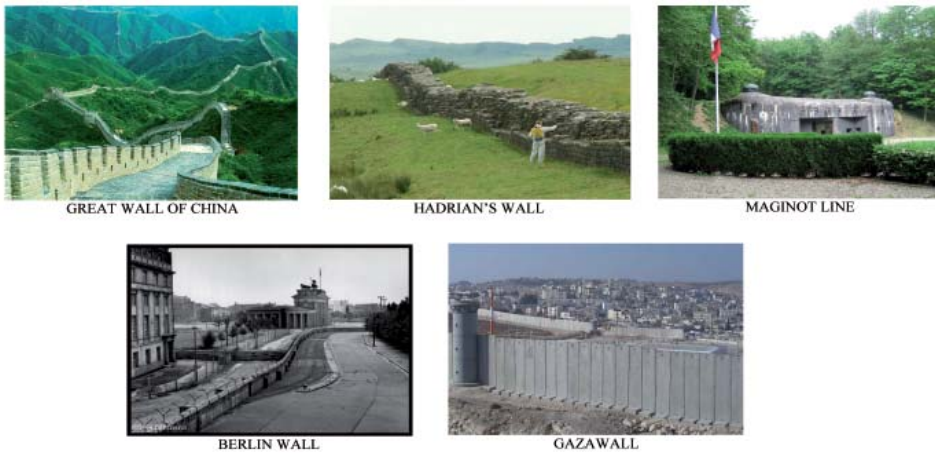 GREAT WALL OF CHINA
HADRIAN'S WALL
MAGINOT LINE
BERLIN WALL
GAZAWALL